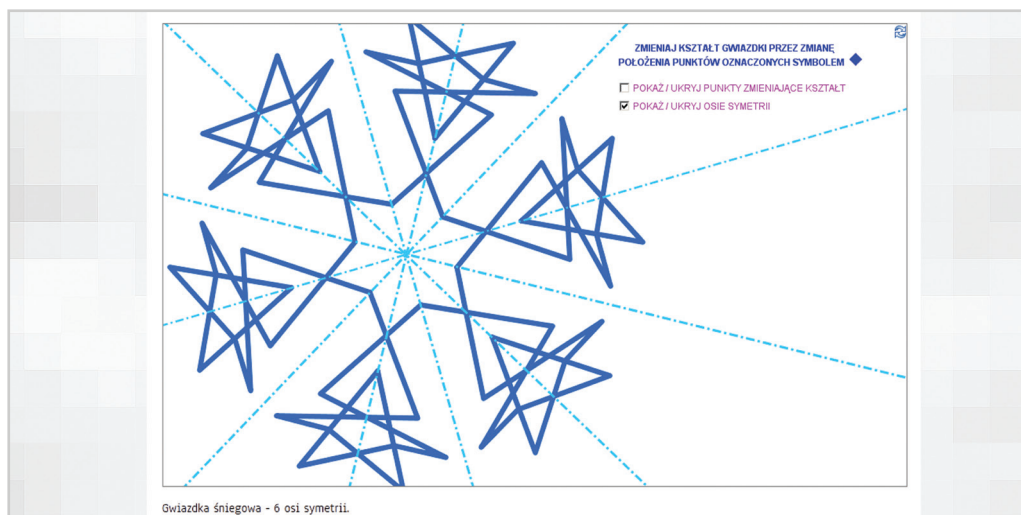 ZMIENIAJ KSZTAŁT GWIAZDKI PRZEZ ZMIANĘ
POŁOŻENIA PUNKTÓW OZNACZONYCH SYMBOLEM
POKAŻ / UKRYJ PUNKTY ZMIENIAJĄCE KSZTAŁT
POKAŻ / UKRYJ OSIE SYMETRII
Gwiazdka śniegowa - 6 osi symetrii.